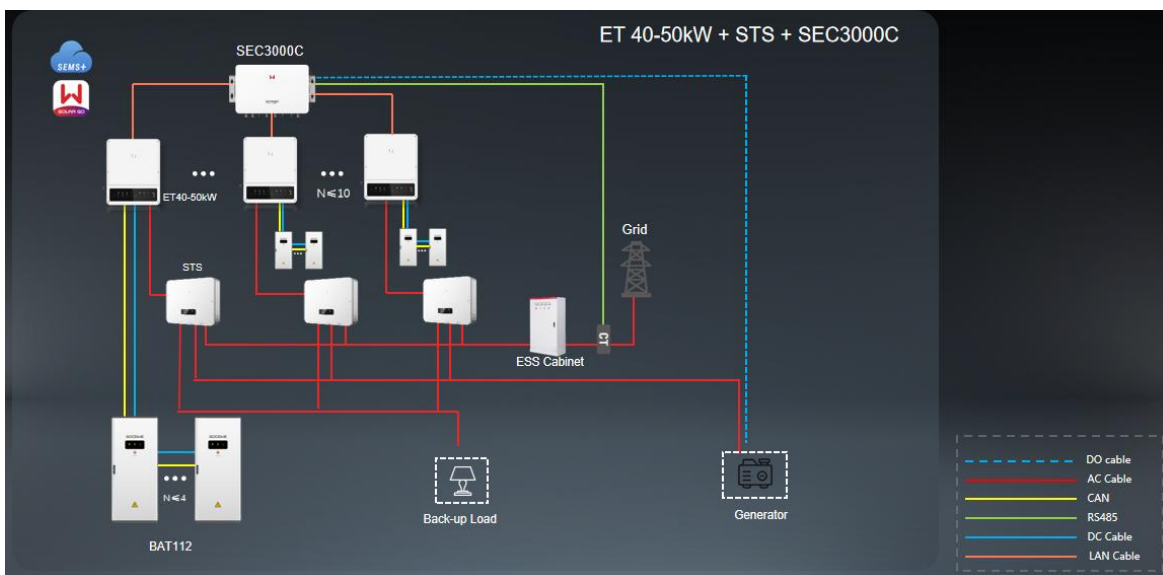 ET 40-50kW + STS + SEC3000C
SEC3000C
SEMS+
SOLAR GO
ET40-50kW
N≤10
Grid
STS
CT
ESS Cabinet
N≤4
BAT112
Back-up Load
Generator
DO cable
AC Cable
CAN
RS485
DC Cable
LAN Cable